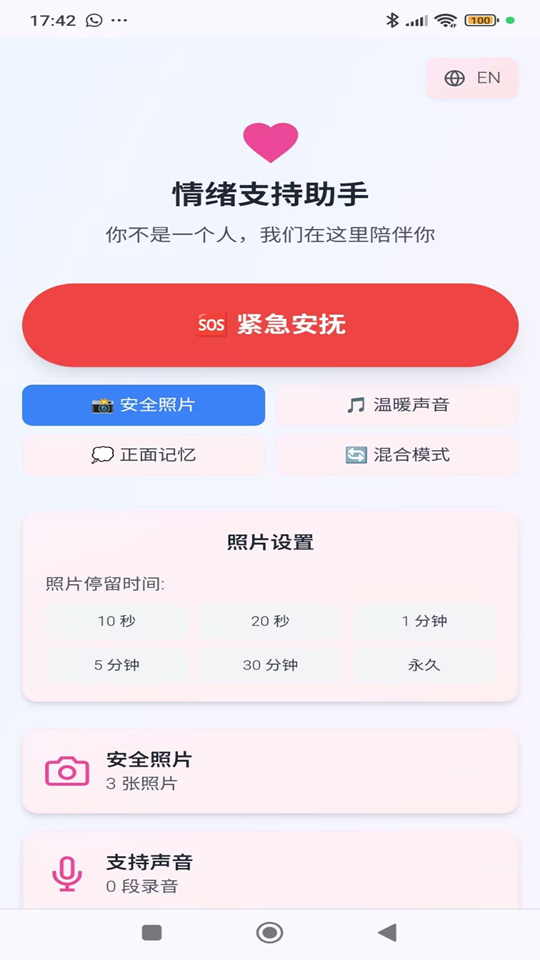 17:42
100
EN
情绪支持助手
你不是一个人，我们在这里陪伴你
SOS 紧急安抚
安全照片
温暖声音
正面记忆
混合模式
照片设置
照片停留时间:
10 秒
20 秒
1 分钟
5 分钟
30 分钟
永久
安全照片
3 张照片
支持声音
0 段录音